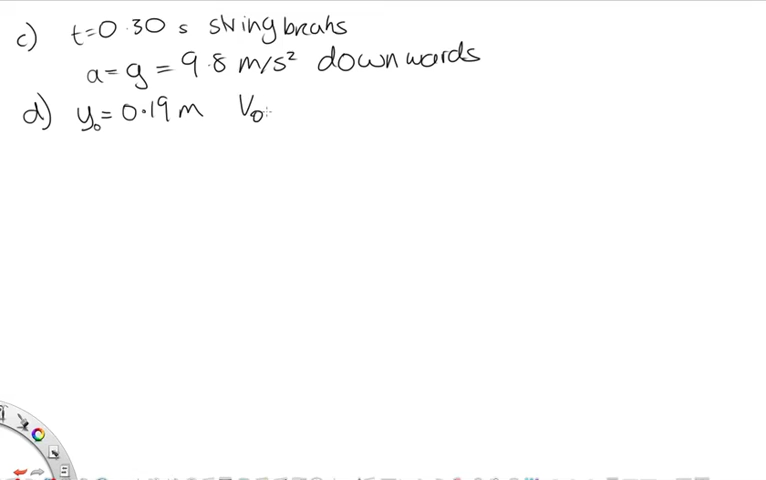 c) t=0.30 s string breaks
a = g = 9.8 m/s² downwards
d) y₀ = 0.19 m V₀